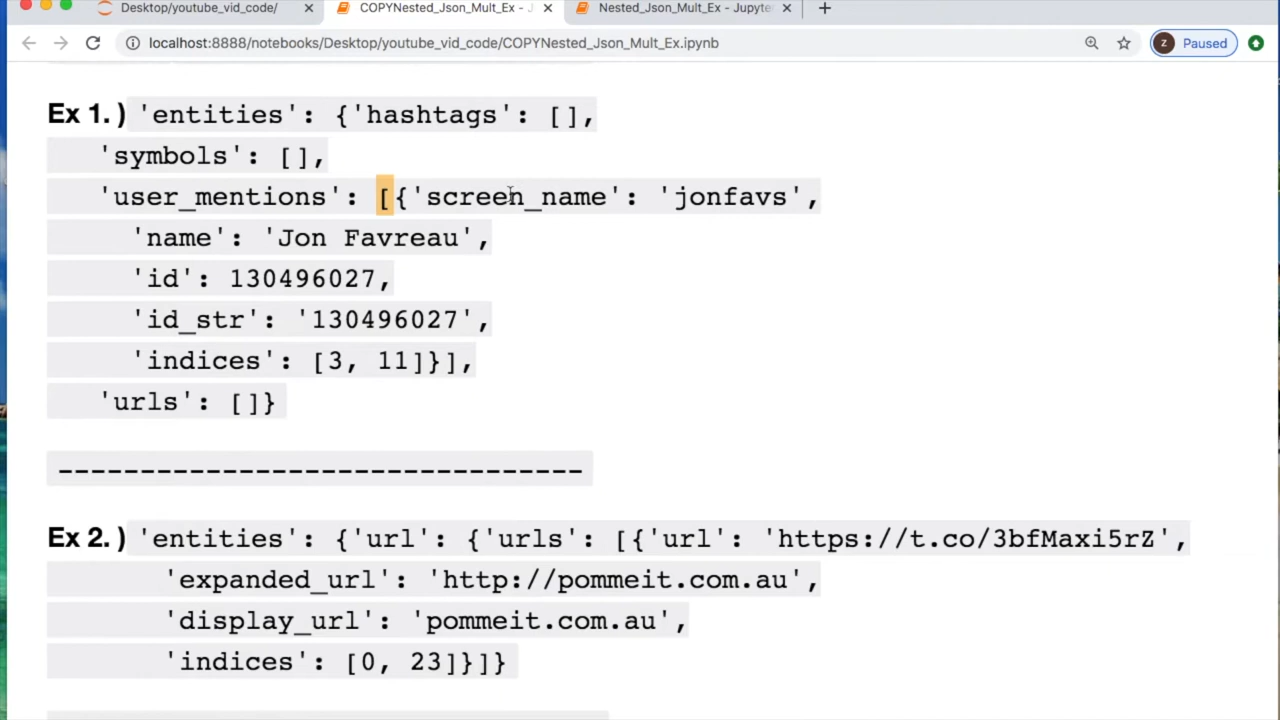 Desktop/youtube_vid_code/
COPYNested_Json_Mult_Ex - J
Nested_Json_Mult_Ex - Jupyte
localhost:8888/notebooks/Desktop/youtube_vid_code/COPYNested_Json_Mult_Ex.ipynb
Z Paused
Ex 1. ) 'entities': {'hashtags': [],
'symbols': [],
'user_mentions': [{'screen_name': 'jonfavs',
'name': 'Jon Favreau',
'id': 130496027,
'id_str': '130496027',
'indices': [3, 11]}],
'urls': []}
--------------------------------
Ex 2. ) 'entities': {'url': {'urls': [{'url': 'https://t.co/3bfMaxi5rZ',
'expanded_url': 'http://pommeit.com.au',
'display_url': 'pommeit.com.au',
'indices': [0, 23]}]}